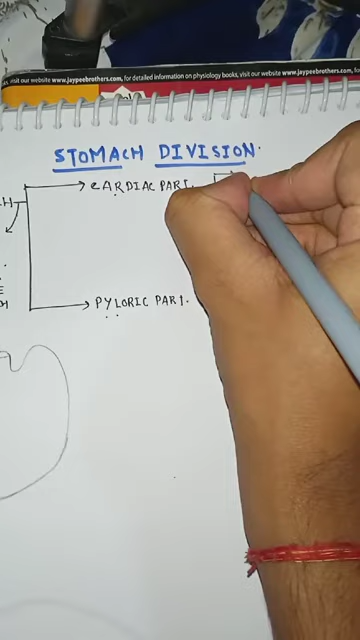 visit our website www.jaypeebrothers.com, for detailed information on physiology books, visit our website www.jaypeebrothers.com, for
STOMACH DIVISION.
CARDIAC PART.
PYLORIC PART.